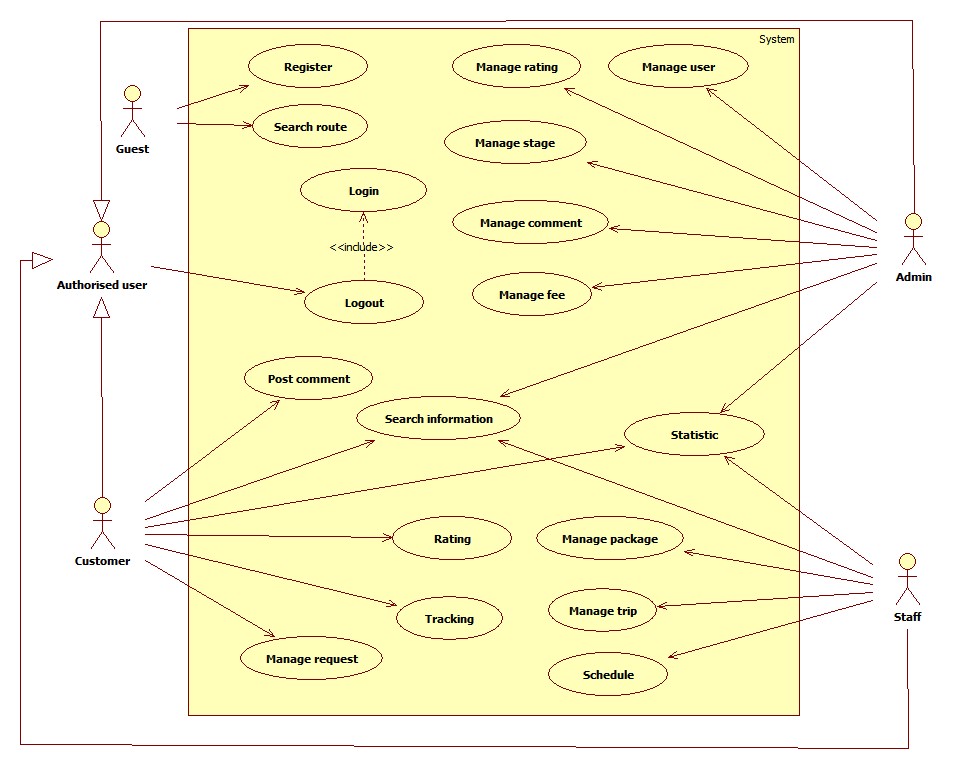 System
Register
Manage rating
Manage user
Search route
Guest
Manage stage
Login
Manage comment
<<include>>
Authorised user
Admin
Manage fee
Logout
Post comment
Search information
Statistic
Customer
Rating
Manage package
Tracking
Manage trip
Staff
Manage request
Schedule